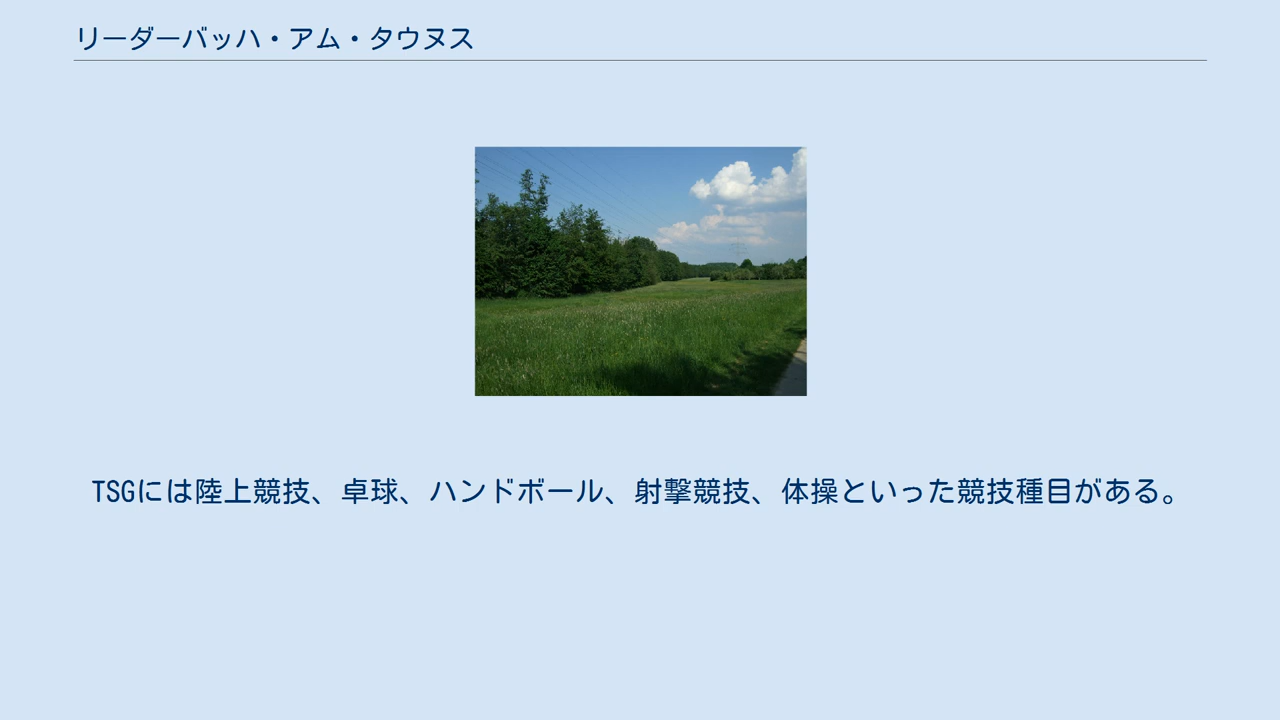 リーダーバッハ・アム・タウヌス
TSGには陸上競技、卓球、ハンドボール、射撃競技、体操といった競技種目がある。